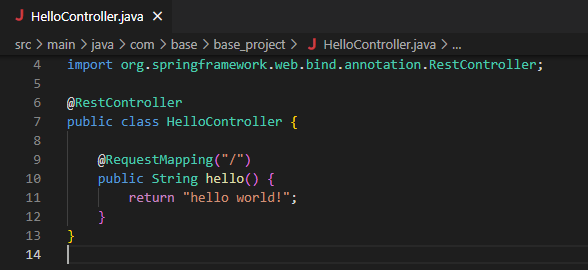 J HelloController.java ×
src > main > java > com > base > base_project > J HelloController.java > ...
4 import org.springframework.web.bind.annotation.RestController;
5
6 @RestController
7 public class HelloController {
8
9     @RequestMapping("/")
10     public String hello() {
11         return "hello world!";
12     }
13 }
14